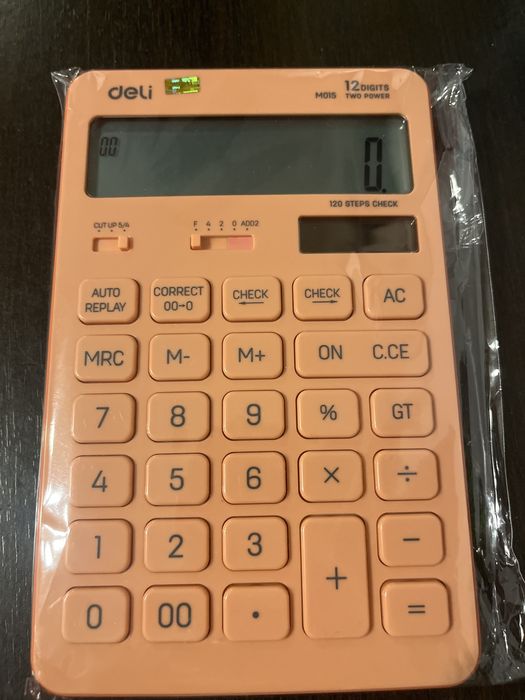 deli
M015 12 DIGITS TWO POWER
00
0.
120 STEPS CHECK
CUT UP 5/4
F 4 2 0 ADD2
AUTO REPLAY
CORRECT 00→0
CHECK ←
CHECK →
AC
MRC M- M+ ON C.CE
7 8 9 % GT
4 5 6 × ÷
1 2 3 + −
0 00 . =